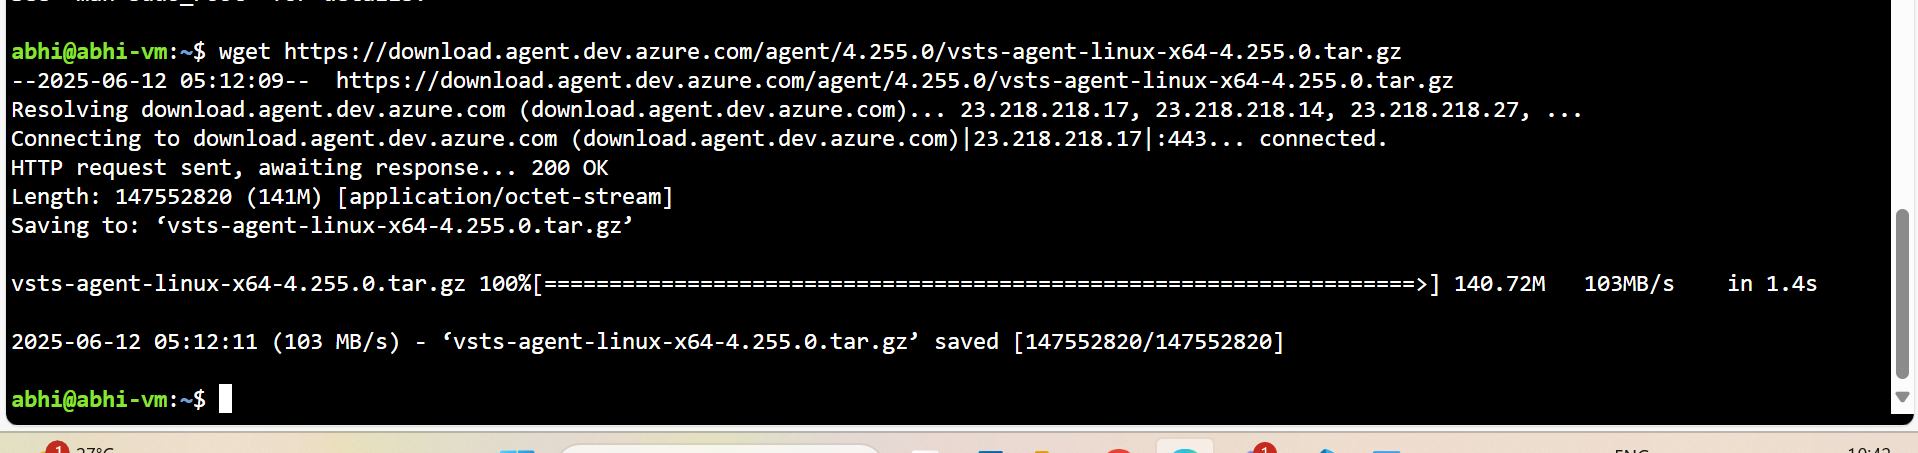 abhi@abhi-vm:~$ wget https://download.agent.dev.azure.com/agent/4.255.0/vsts-agent-linux-x64-4.255.0.tar.gz
--2025-06-12 05:12:09--  https://download.agent.dev.azure.com/agent/4.255.0/vsts-agent-linux-x64-4.255.0.tar.gz
Resolving download.agent.dev.azure.com (download.agent.dev.azure.com)... 23.218.218.17, 23.218.218.14, 23.218.218.27, ...
Connecting to download.agent.dev.azure.com (download.agent.dev.azure.com)|23.218.218.17|:443... connected.
HTTP request sent, awaiting response... 200 OK
Length: 147552820 (141M) [application/octet-stream]
Saving to: ‘vsts-agent-linux-x64-4.255.0.tar.gz’
vsts-agent-linux-x64-4.255.0.tar.gz 100%[===================================================================>] 140.72M   103MB/s    in 1.4s
2025-06-12 05:12:11 (103 MB/s) - ‘vsts-agent-linux-x64-4.255.0.tar.gz’ saved [147552820/147552820]
abhi@abhi-vm:~$
1
1